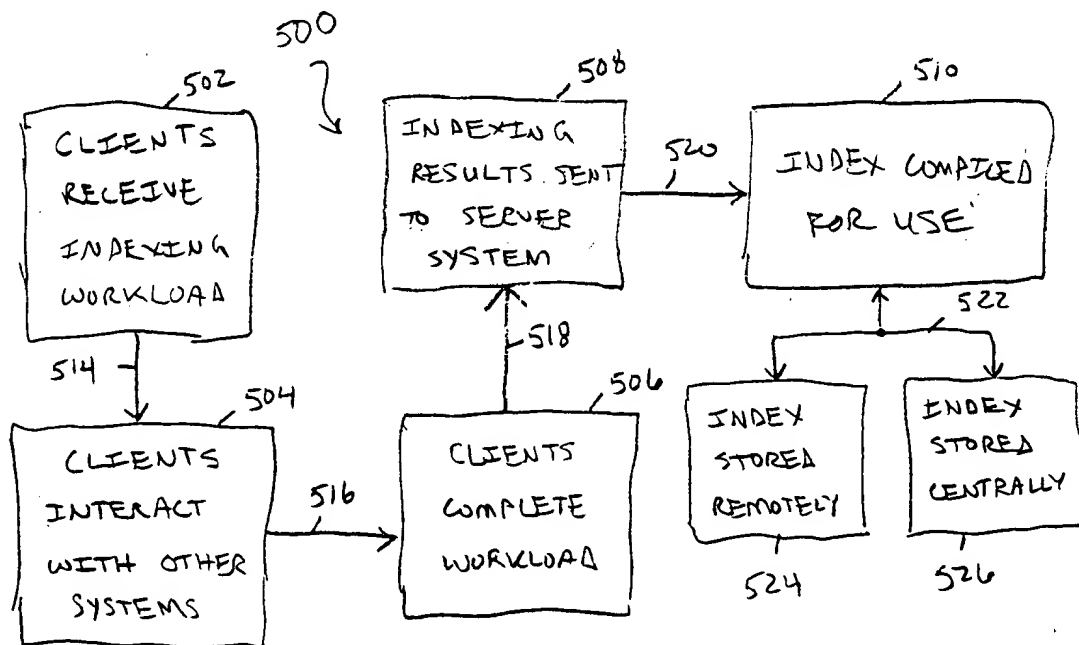 500
502
CLIENTS
RECEIVE
INDEXING
WORKLOAD
514
504
CLIENTS
INTERACT
WITH OTHER
SYSTEMS
516
506
CLIENTS
COMPLETE
WORKLOAD
518
508
INDEXING
RESULTS SENT
TO SERVER
SYSTEM
520
510
INDEX COMPILED
FOR USE
522
INDEX
STORED
REMOTELY
524
INDEX
STORED
CENTRALLY
526